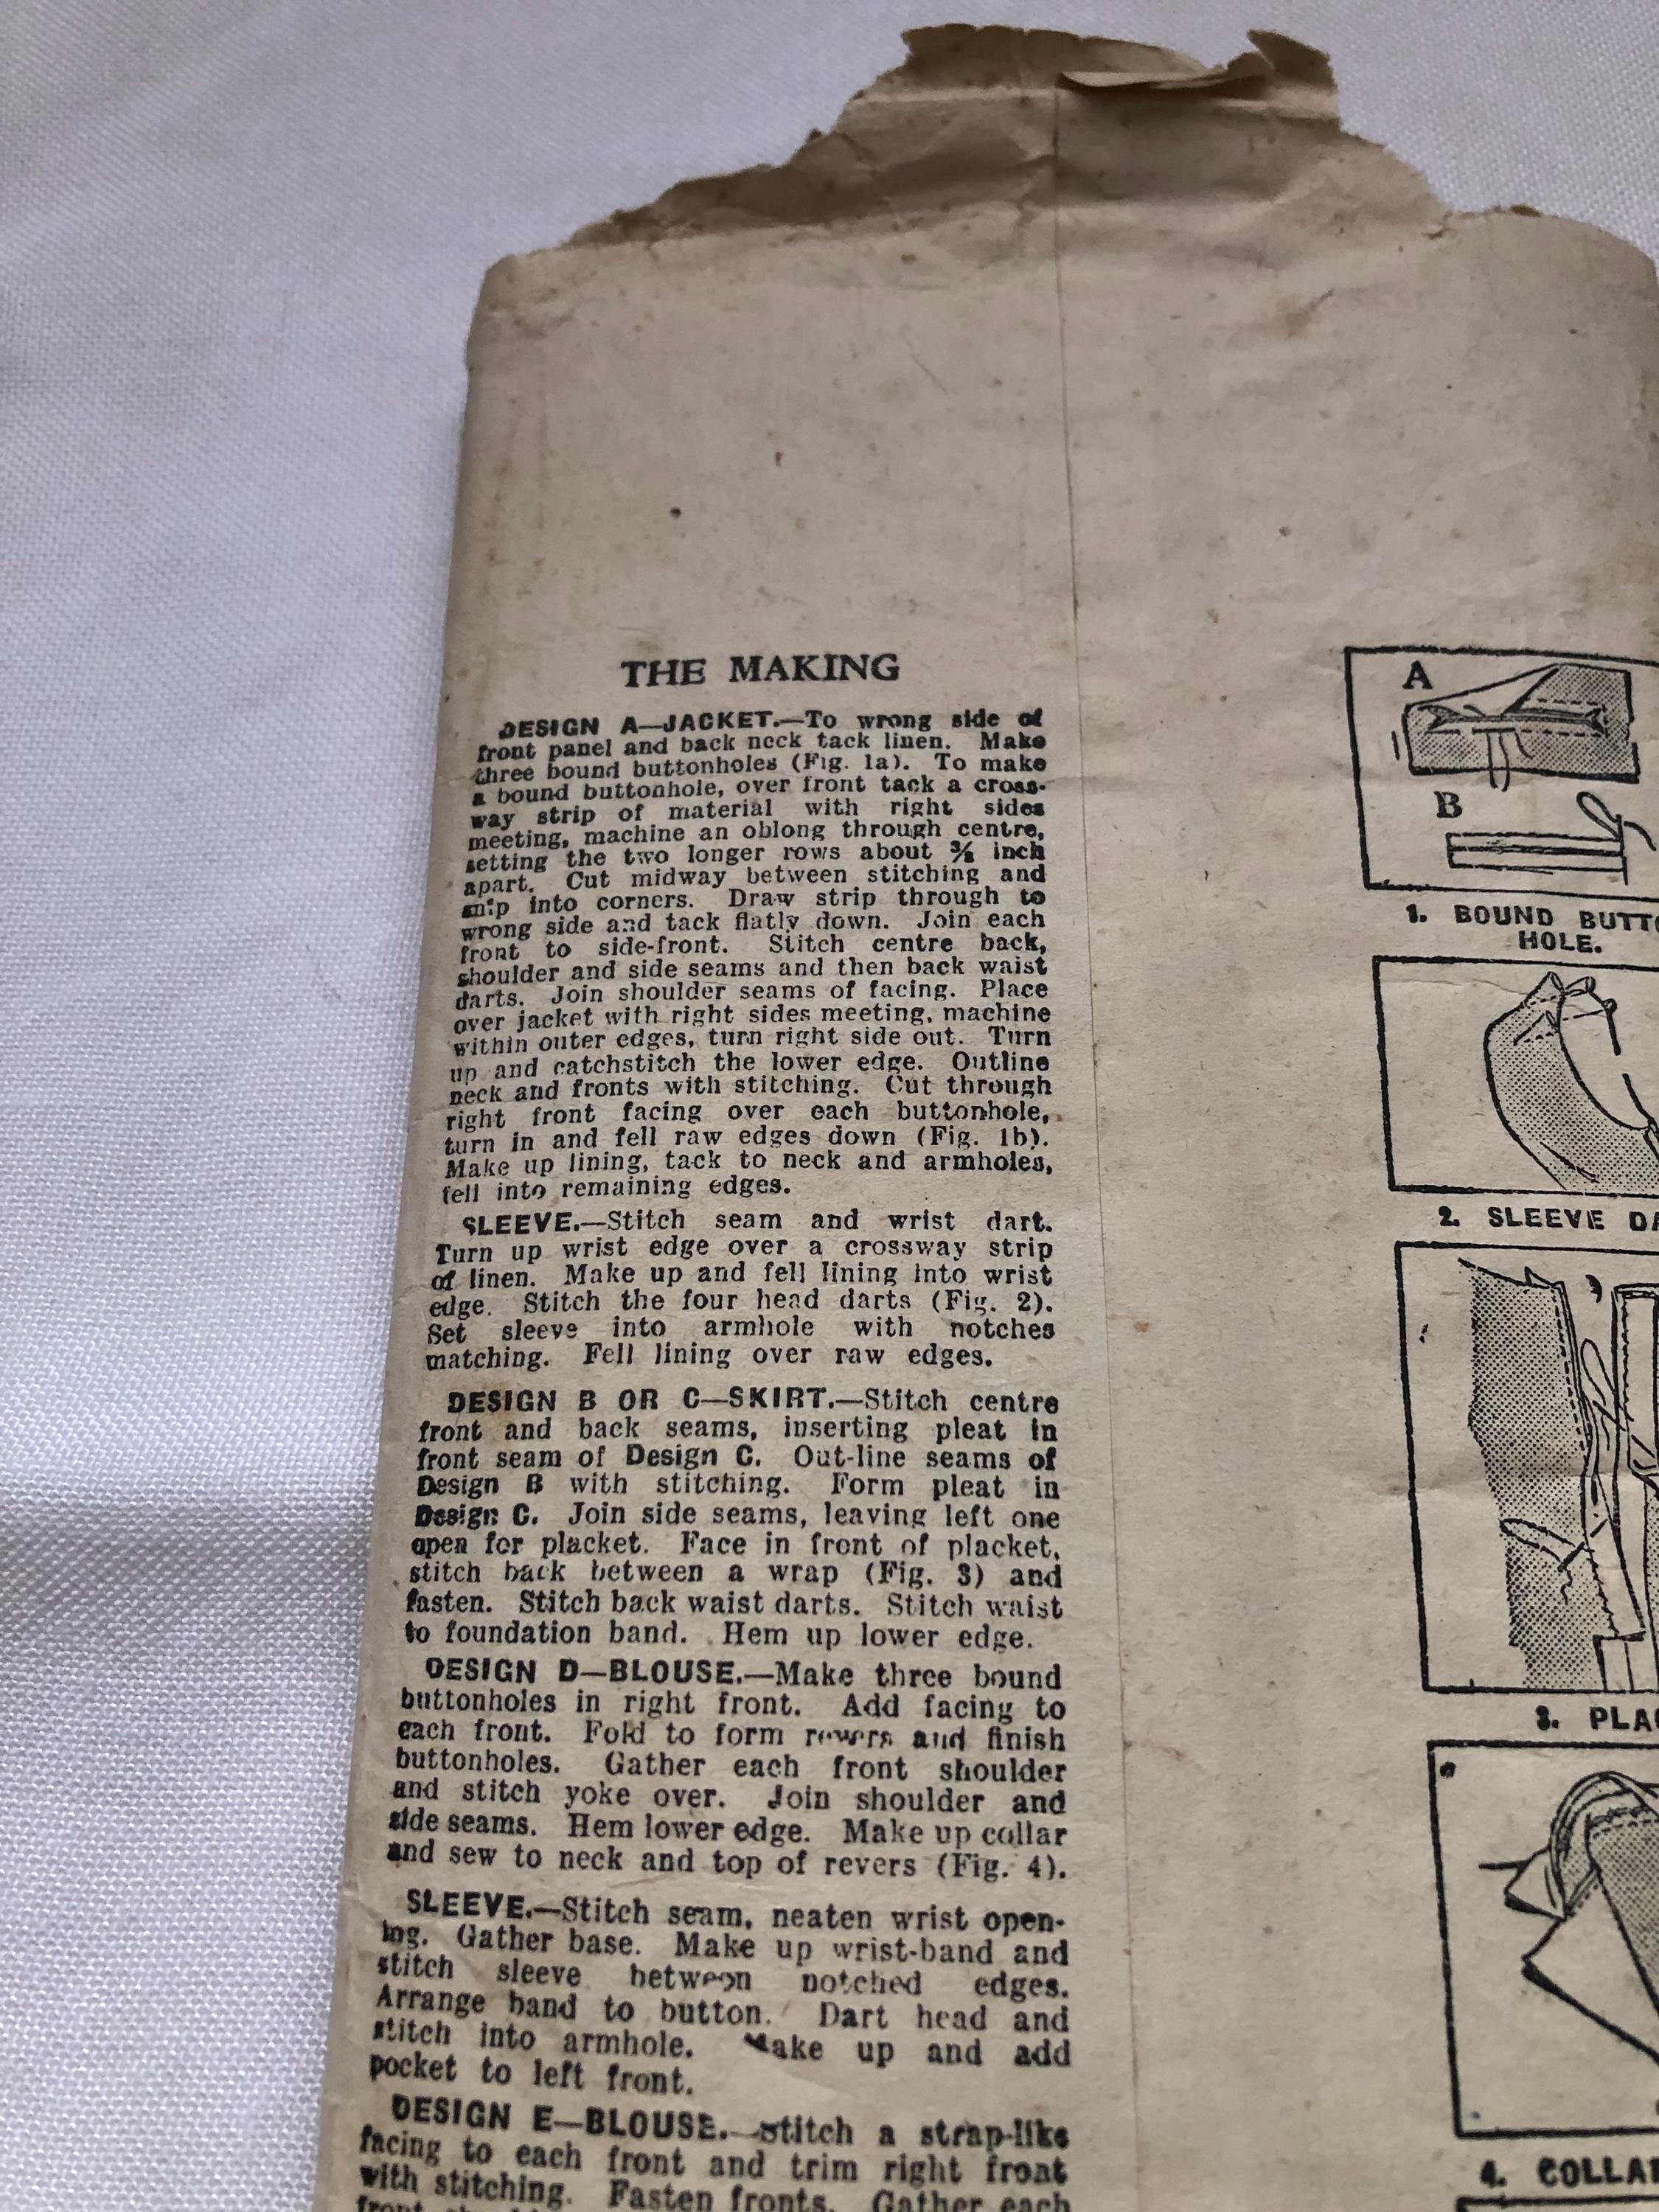 THE MAKING
DESIGN A—JACKET.—To wrong side of
front panel and back neck tack linen. Make
three bound buttonholes (Fig. 1a). To make
a bound buttonhole, over front tack a cross-
way strip of material with right sides
meeting, machine an oblong through centre,
setting the two longer rows about ⅜ inch
apart. Cut midway between stitching and
snip into corners. Draw strip through to
wrong side and tack flatly down. Join each
front to side-front. Stitch centre back,
shoulder and side seams and then back waist
darts. Join shoulder seams of facing. Place
over jacket with right sides meeting, machine
within outer edges, turn right side out. Turn
up and catchstitch the lower edge. Outline
neck and fronts with stitching. Cut through
right front facing over each buttonhole,
turn in and fell raw edges down (Fig. 1b).
Make up lining, tack to neck and armholes,
fell into remaining edges.
SLEEVE.—Stitch seam and wrist dart.
Turn up wrist edge over a crossway strip
of linen. Make up and fell lining into wrist
edge. Stitch the four head darts (Fig. 2).
Set sleeve into armhole with notches
matching. Fell lining over raw edges.
DESIGN B OR C—SKIRT.—Stitch centre
front and back seams, inserting pleat in
front seam of Design C. Out-line seams of
Design B with stitching. Form pleat in
Design C. Join side seams, leaving left one
open for placket. Face in front of placket,
stitch back between a wrap (Fig. 3) and
fasten. Stitch back waist darts. Stitch waist
to foundation band. Hem up lower edge.
DESIGN D—BLOUSE.—Make three bound
buttonholes in right front. Add facing to
each front. Fold to form revers and finish
buttonholes. Gather each front shoulder
and stitch yoke over. Join shoulder and
side seams. Hem lower edge. Make up collar
and sew to neck and top of revers (Fig. 4).
SLEEVE.—Stitch seam, neaten wrist open-
ing. Gather base. Make up wrist-band and
stitch sleeve between notched edges.
Arrange band to button. Dart head and
stitch into armhole. Make up and add
pocket to left front.
DESIGN E—BLOUSE.—Stitch a strap-like
facing to each front and trim right front
with stitching. Fasten fronts. Gather each
front
A
B
1. BOUND BUTTO
HOLE.
2. SLEEVE DA
3. PLA
4. COLLA